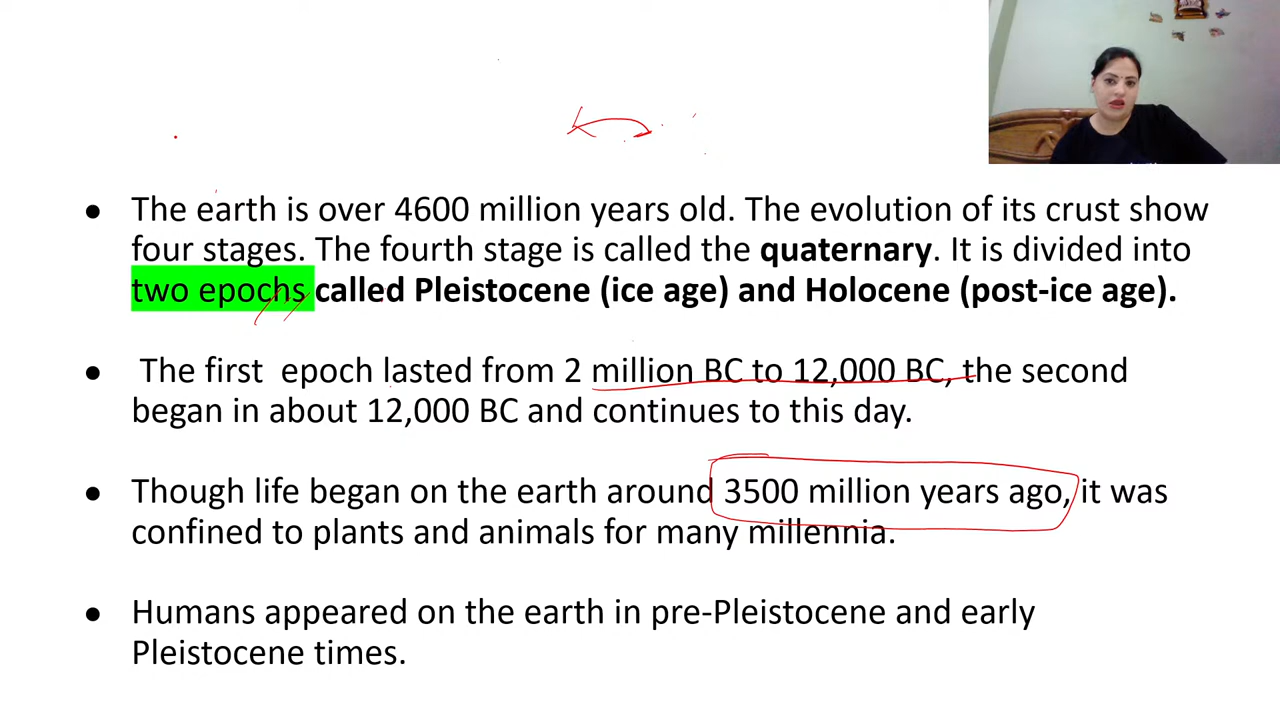 • The earth is over 4600 million years old. The evolution of its crust show
four stages. The fourth stage is called the quaternary. It is divided into
two epochs called Pleistocene (ice age) and Holocene (post-ice age).
• The first epoch lasted from 2 million BC to 12,000 BC, the second
began in about 12,000 BC and continues to this day.
• Though life began on the earth around 3500 million years ago, it was
confined to plants and animals for many millennia.
• Humans appeared on the earth in pre-Pleistocene and early
Pleistocene times.